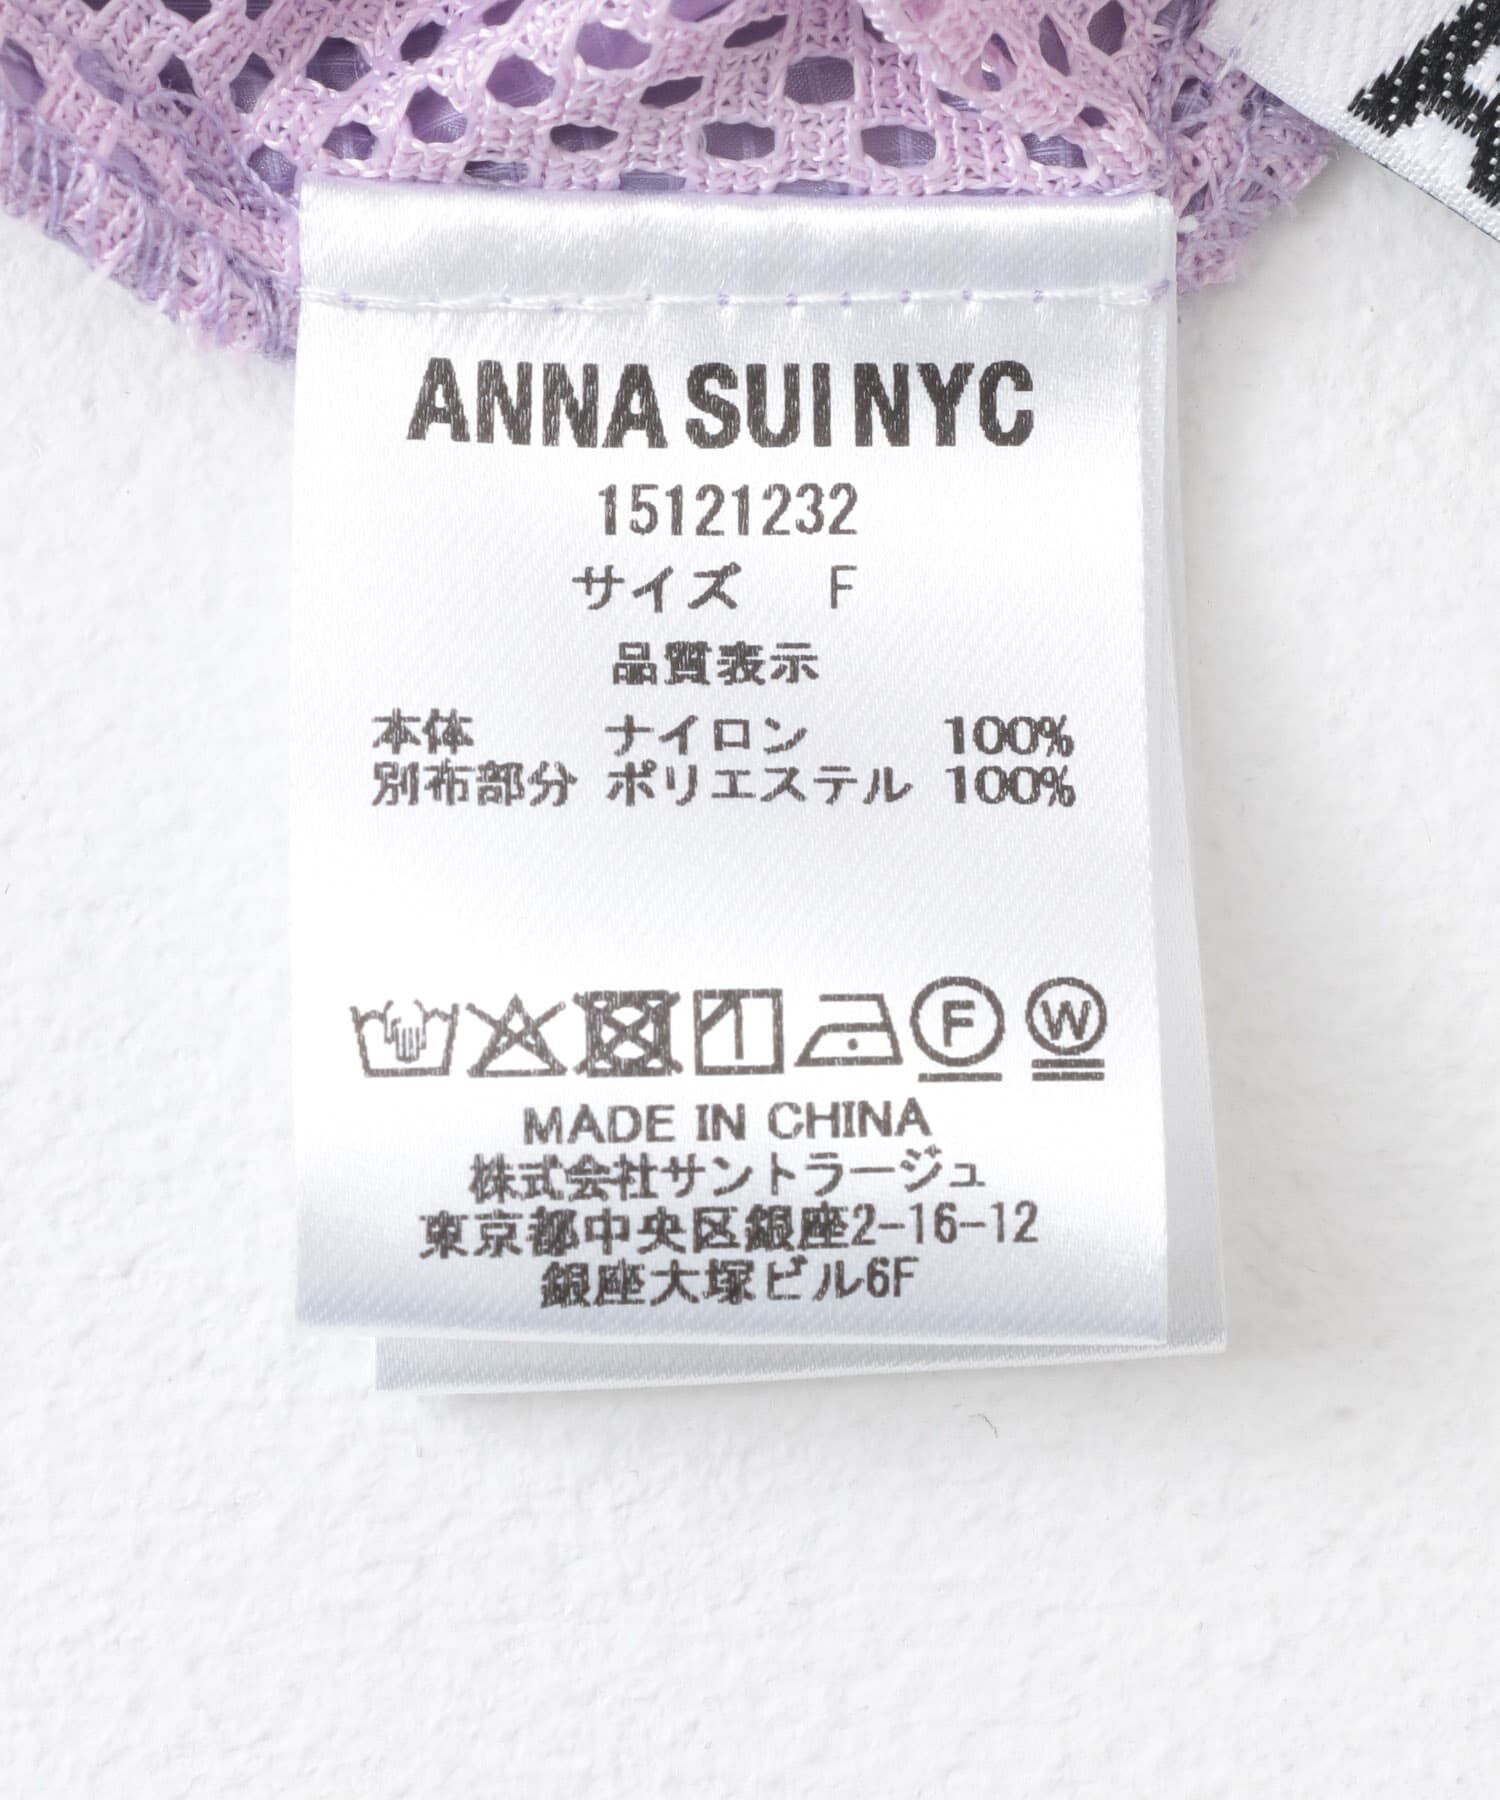 ANNA SUI NYC
15121232
サイズ F
品質表示
本体 ナイロン 100%
別布部分 ポリエステル 100%
F W
MADE IN CHINA
株式会社サントラージュ
東京都中央区銀座2-16-12
銀座大塚ビル6F